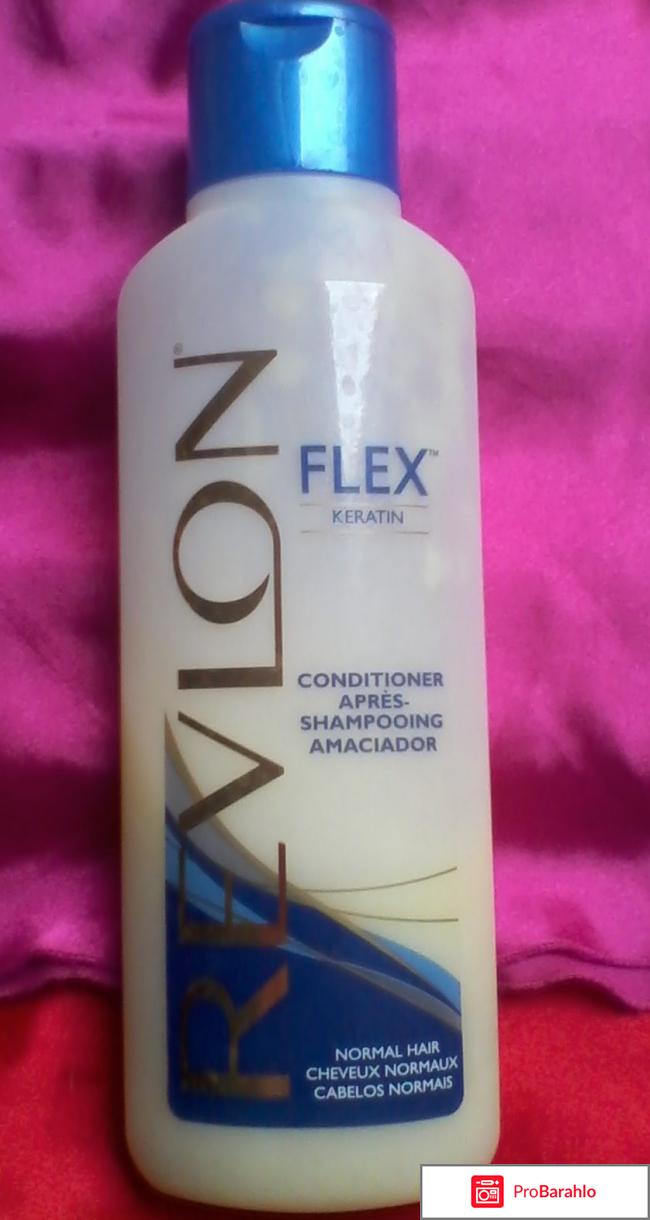 REVLON®
FLEX™
KERATIN
CONDITIONER
APRÈS-
SHAMPOOING
AMACIADOR
NORMAL HAIR
CHEVEUX NORMAUX
CABELOS NORMAIS
ProBarahlo